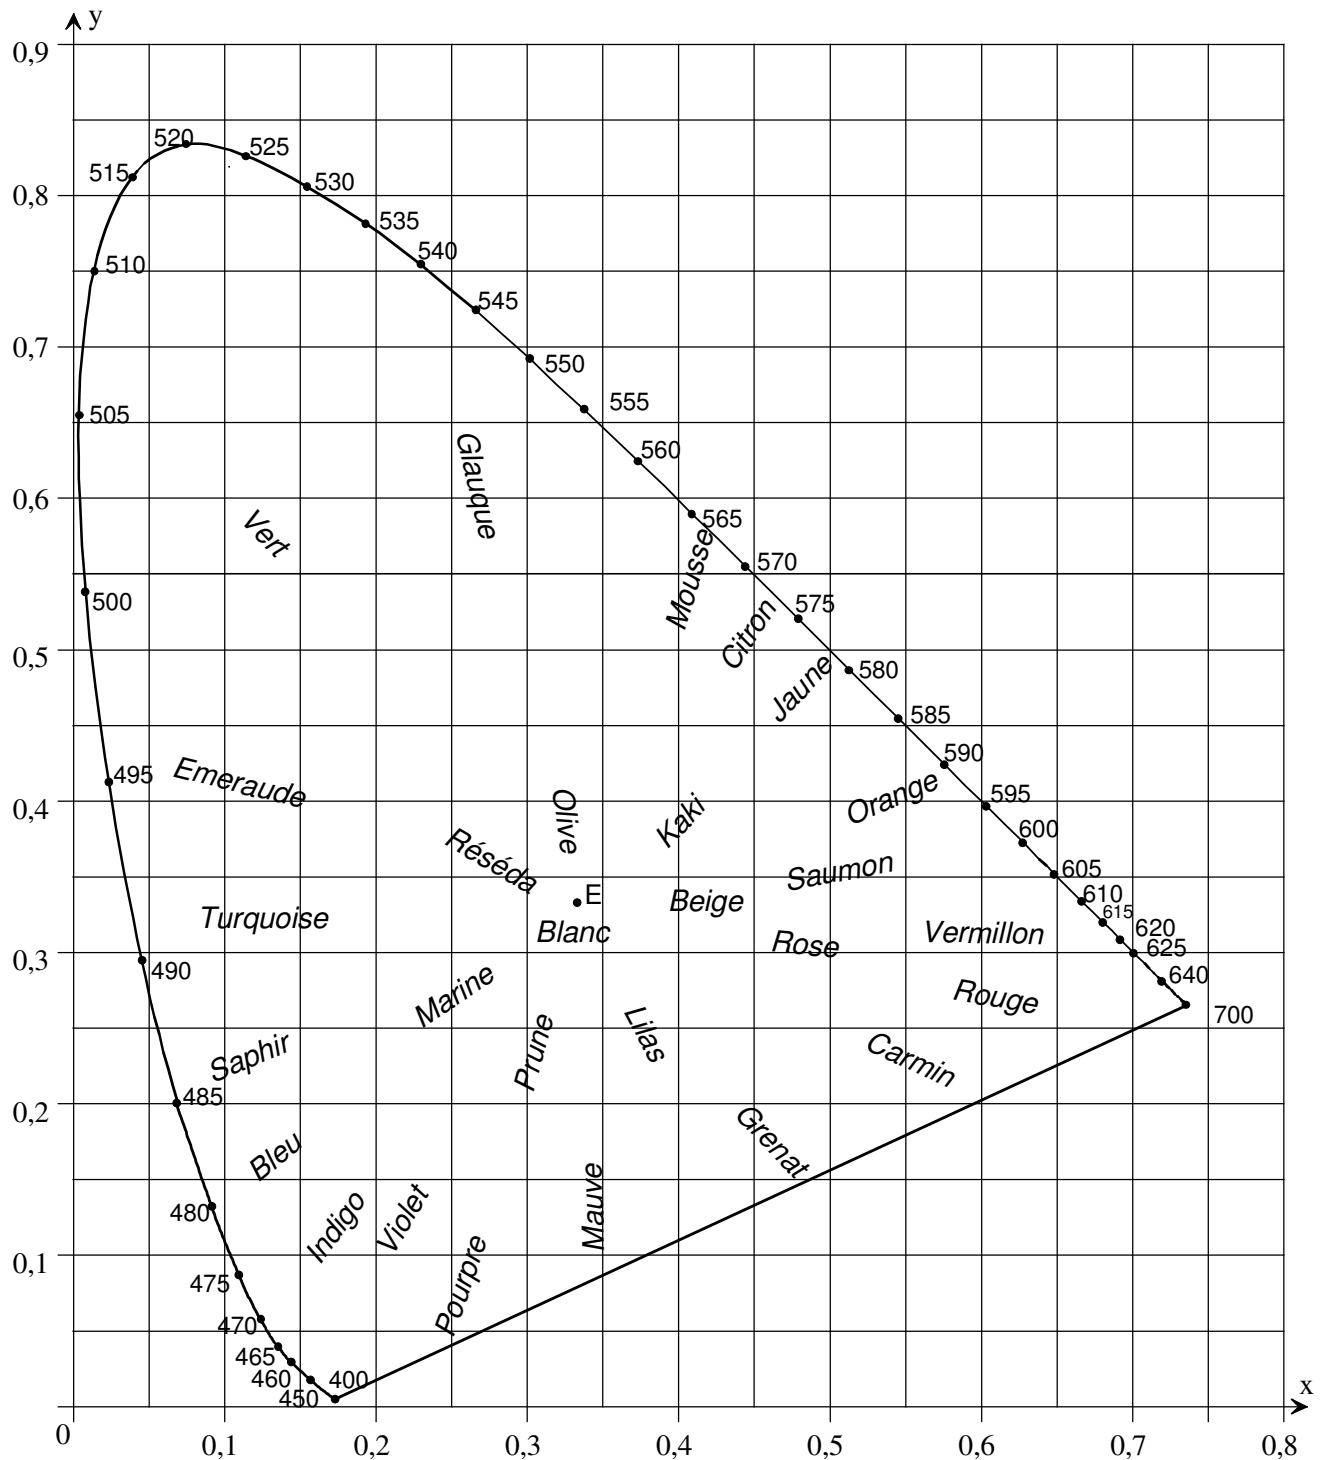 y
0,9
520
525
515
530
0,8
535
540
510
545
0,7
550
555
505
560
Glauque
0,6
565
Vert
Mousse
570
500
575
Citron
0,5
580
Jaune
585
590
495
Emeraude
Orange
595
0,4
Olive
Kaki
600
Réséda
Saumon
605
E
Beige
610
615
Turquoise
Blanc
Rose
Vermillon
620
625
0,3
490
640
Marine
Rouge
700
Saphir
Prune
Lilas
Carmin
485
0,2
Grenat
Bleu
480
Indigo
Violet
Mauve
0,1
475
Pourpre
470
465
460
400
450
x
0
0,1
0,2
0,3
0,4
0,5
0,6
0,7
0,8